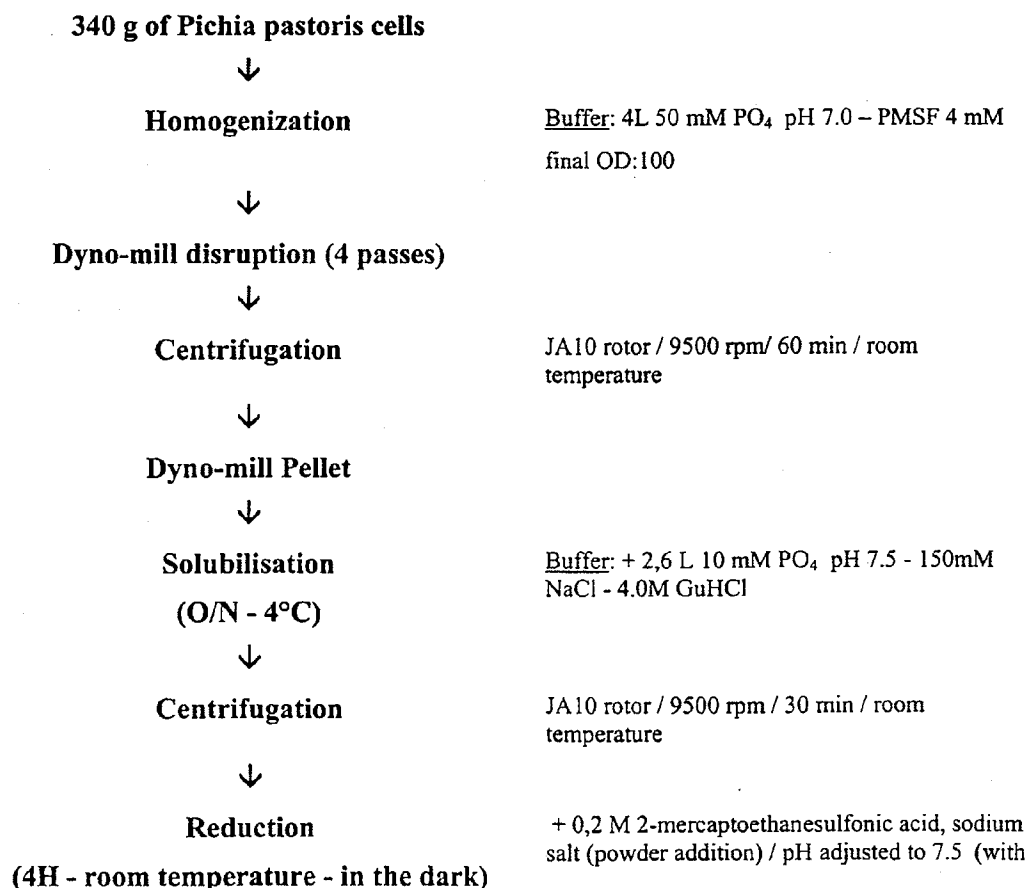 340 g of Pichia pastoris cells
↓
Homogenization
Buffer: 4L 50 mM PO₄ pH 7.0 – PMSF 4 mM
final OD:100
↓
Dyno-mill disruption (4 passes)
↓
Centrifugation
JA10 rotor / 9500 rpm/ 60 min / room
temperature
↓
Dyno-mill Pellet
↓
Solubilisation
(O/N - 4°C)
Buffer: + 2,6 L 10 mM PO₄ pH 7.5 - 150mM
NaCl - 4.0M GuHCl
↓
Centrifugation
JA10 rotor / 9500 rpm / 30 min / room
temperature
↓
Reduction
(4H - room temperature - in the dark)
+ 0,2 M 2-mercaptoethanesulfonic acid, sodium
salt (powder addition) / pH adjusted to 7.5 (with